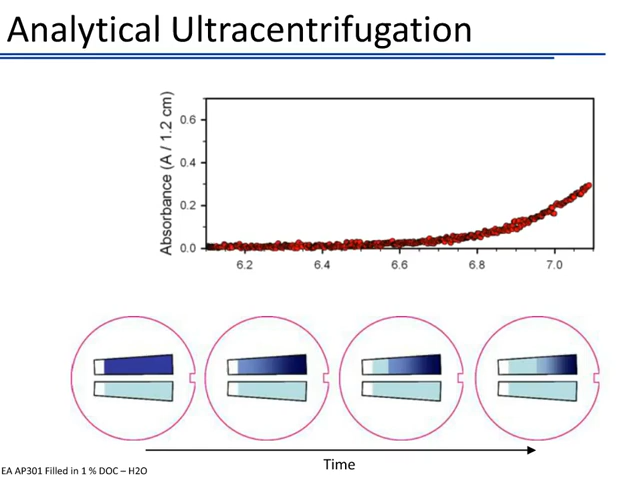 Analytical Ultracentrifugation
Absorbance (A / 1.2 cm)
0.6
0.4
0.2
0.0
6.2 6.4 6.6 6.8 7.0
Time
EA AP301 Filled in 1 % DOC – H2O